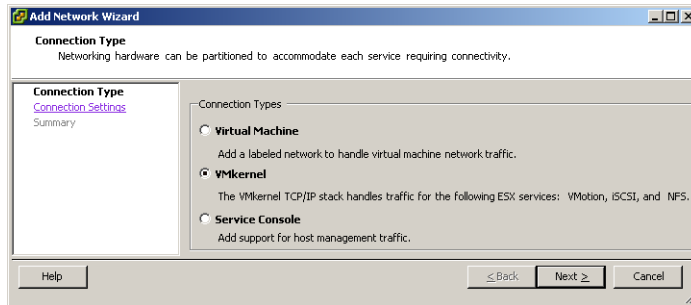 Add Network Wizard
Connection Type
Networking hardware can be partitioned to accommodate each service requiring connectivity.
Connection Type
Connection Settings
Summary
Connection Types
Virtual Machine
Add a labeled network to handle virtual machine network traffic.
VMkernel
The VMkernel TCP/IP stack handles traffic for the following ESX services: VMotion, iSCSI, and NFS.
Service Console
Add support for host management traffic.
Help
< Back
Next >
Cancel